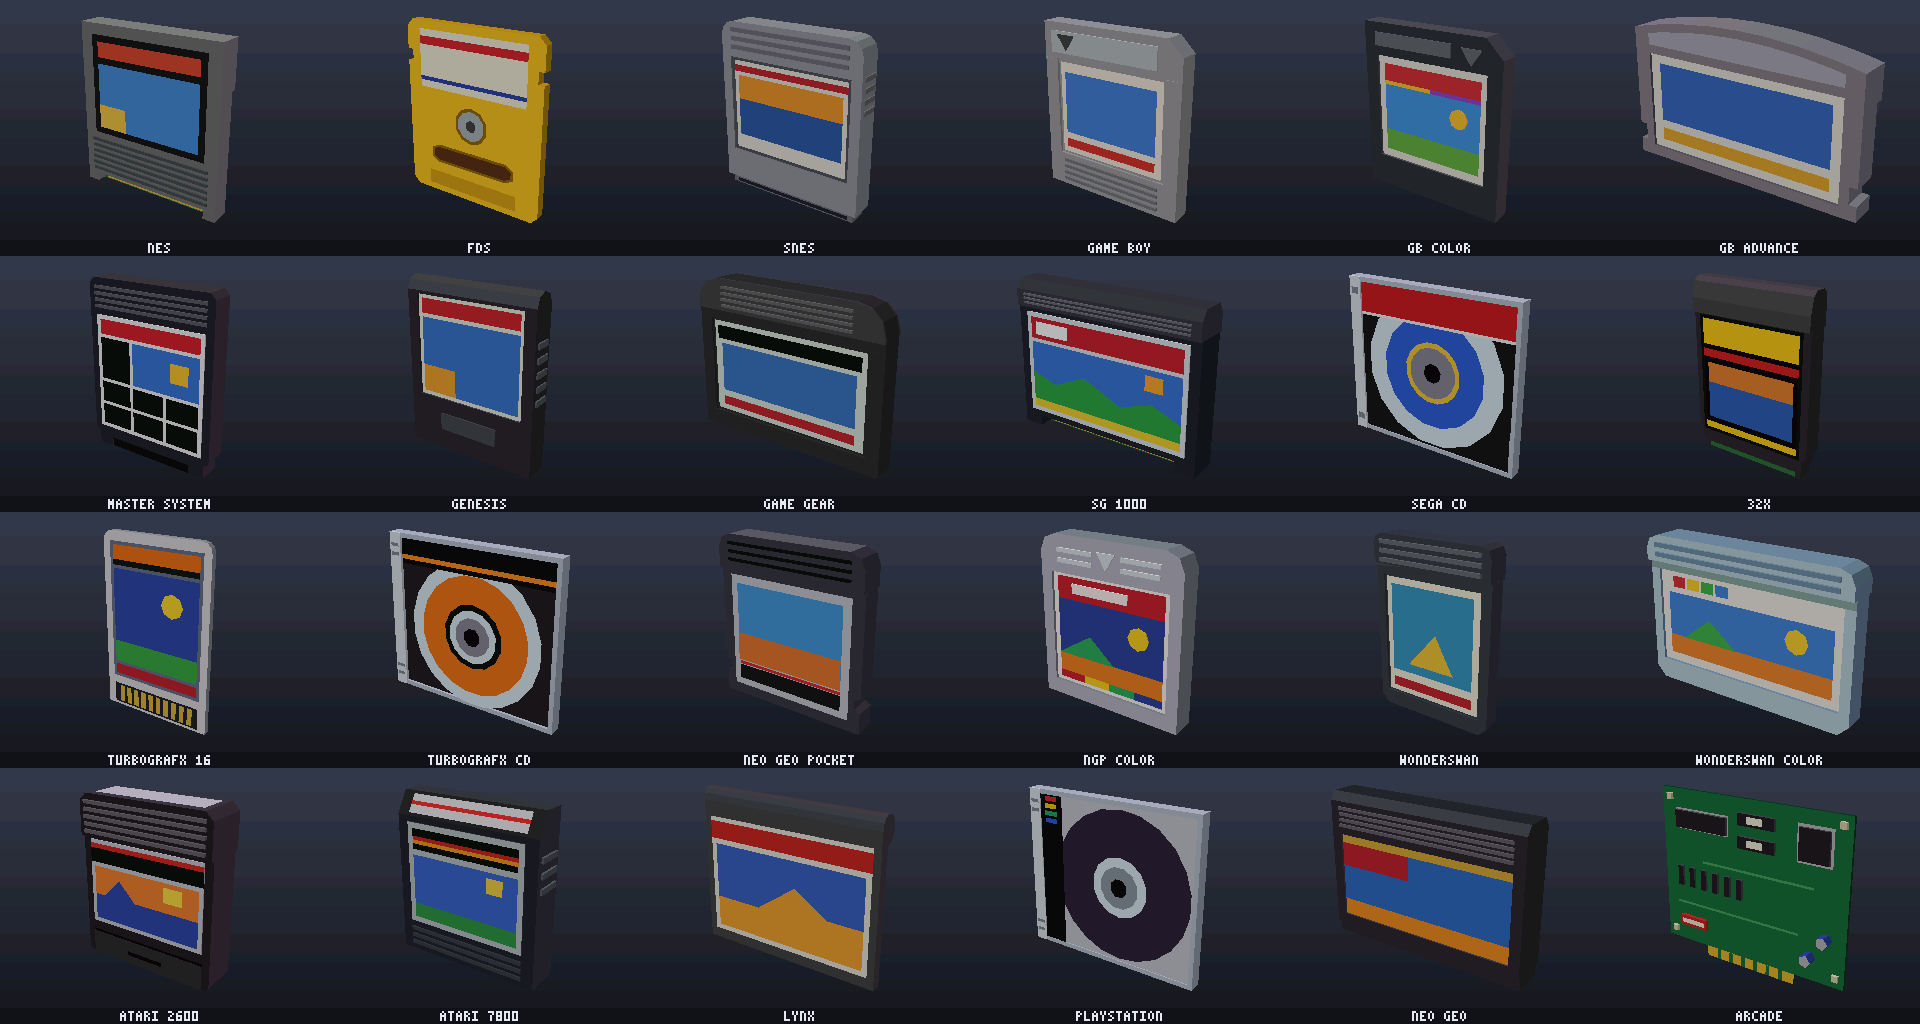 NES
FDS
SNES
GAME BOY
GB COLOR
GB ADVANCE
MASTER SYSTEM
GENESIS
GAME GEAR
SG 1000
SEGA CD
32X
TURBOGRAFX 16
TURBOGRAFX CD
NEO GEO POCKET
NGP COLOR
WONDERSWAN
WONDERSWAN COLOR
ATARI 2600
ATARI 7800
LYNX
PLAYSTATION
NEO GEO
ARCADE